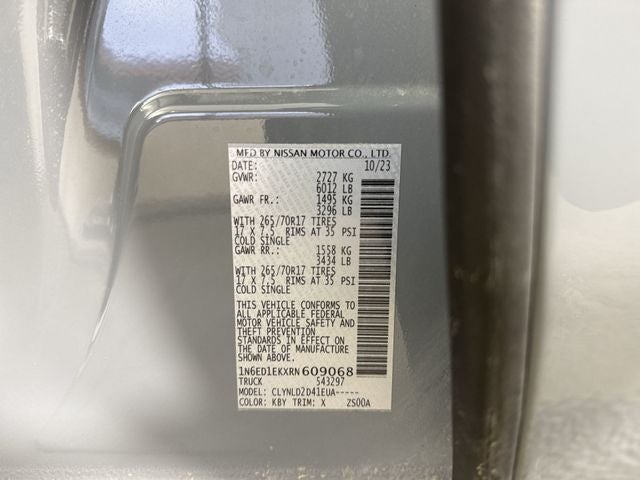 MFD BY NISSAN MOTOR CO., LTD.
DATE: 10/23
GVWR: 2727 KG
6012 LB
GAWR FR.: 1495 KG
3296 LB
WITH 265/70R17 TIRES
17 X 7.5 RIMS AT 35 PSI
COLD SINGLE
GAWR RR.: 1558 KG
3434 LB
WITH 265/70R17 TIRES
17 X 7.5 RIMS AT 35 PSI
COLD SINGLE
THIS VEHICLE CONFORMS TO
ALL APPLICABLE FEDERAL
MOTOR VEHICLE SAFETY AND
THEFT PREVENTION
STANDARDS IN EFFECT ON
THE DATE OF MANUFACTURE
SHOWN ABOVE.
1N6ED1EKXRN609068
TRUCK 543297
MODEL: CLYNLD2D41EUA-----
COLOR: KBY TRIM: X ZS00A